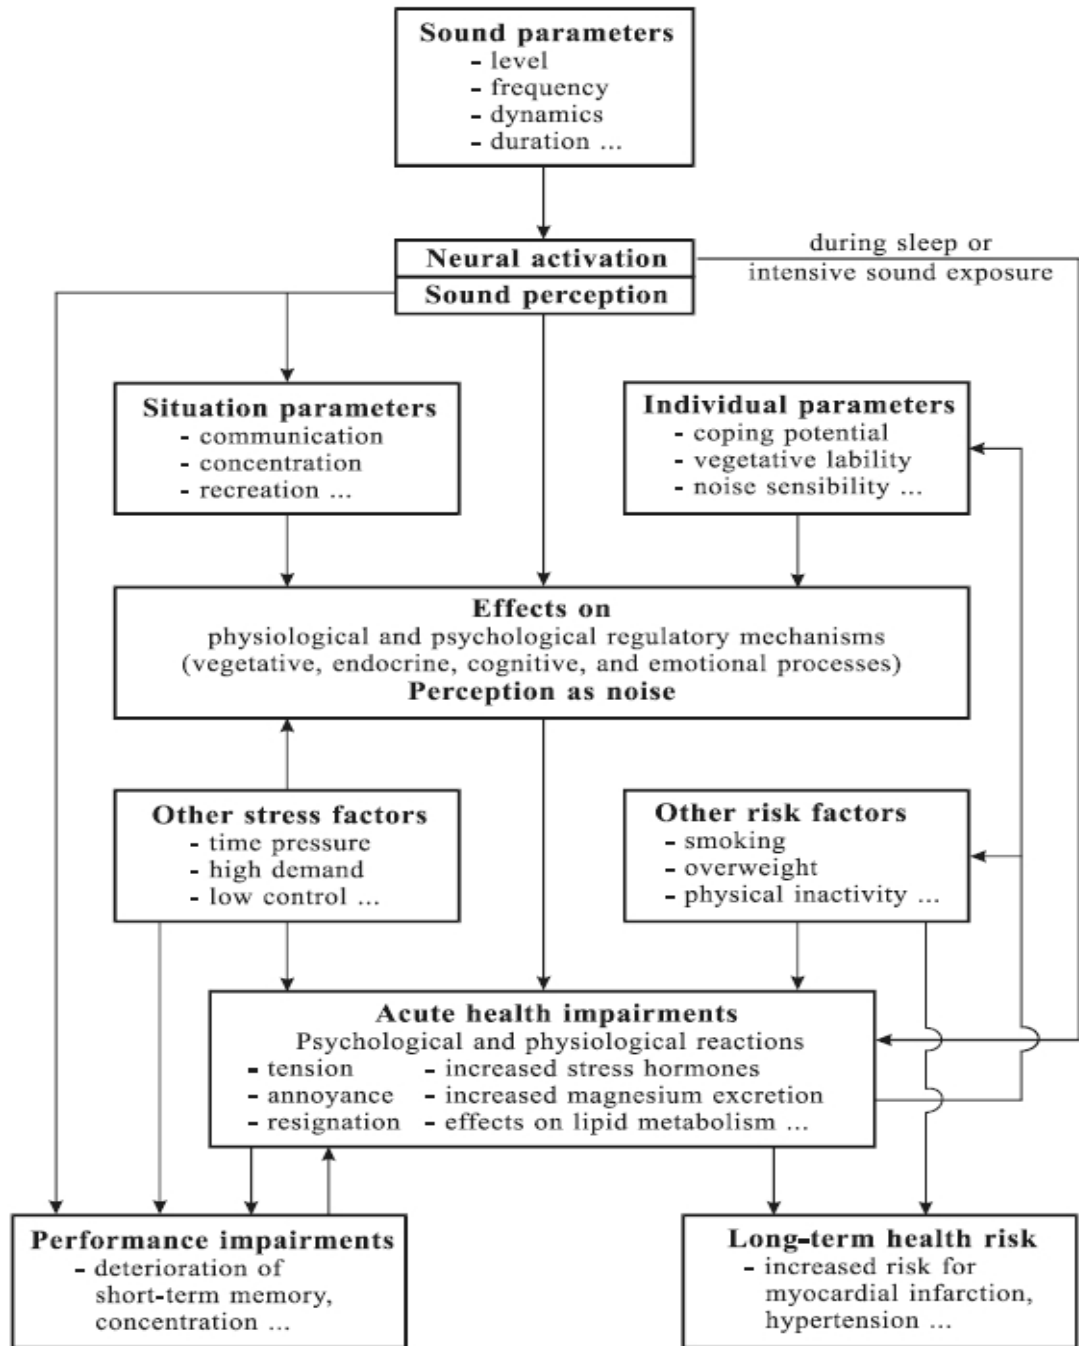 Sound parameters
- level
- frequency
- dynamics
- duration ...
Neural activation
during sleep or
intensive sound exposure
Sound perception
Situation parameters
- communication
- concentration
- recreation ...
Individual parameters
- coping potential
- vegetative lability
- noise sensibility ...
Effects on
physiological and psychological regulatory mechanisms
(vegetative, endocrine, cognitive, and emotional processes)
Perception as noise
Other stress factors
- time pressure
- high demand
- low control ...
Other risk factors
- smoking
- overweight
- physical inactivity ...
Acute health impairments
Psychological and physiological reactions
- tension - increased stress hormones
- annoyance - increased magnesium excretion
- resignation - effects on lipid metabolism ...
Performance impairments
- deterioration of
short-term memory,
concentration ...
Long-term health risk
- increased risk for
myocardial infarction,
hypertension ...